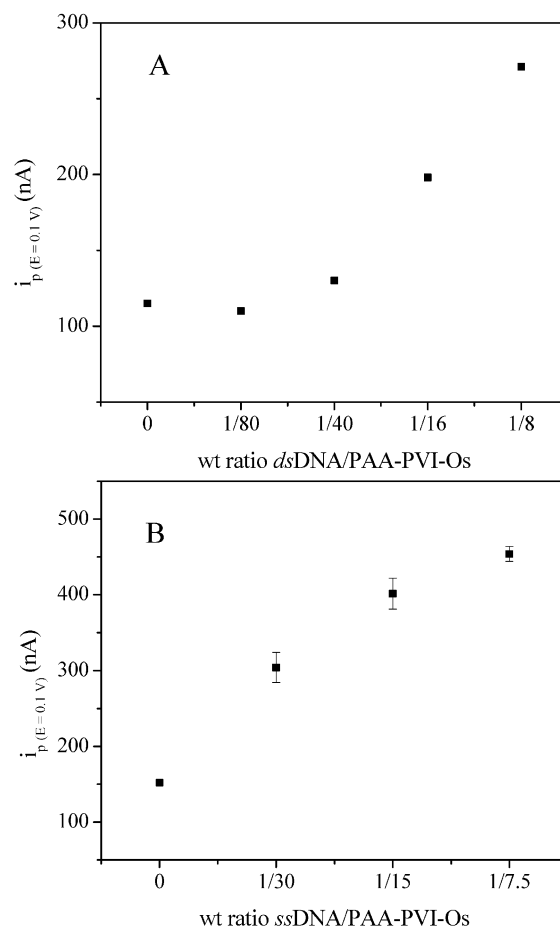 A
300
200
100
i p (E = 0.1 V) (nA)
0 1/80 1/40 1/16 1/8
wt ratio dsDNA/PAA-PVI-Os
B
500
400
300
200
100
i p (E = 0.1 V) (nA)
0 1/30 1/15 1/7.5
wt ratio ssDNA/PAA-PVI-Os